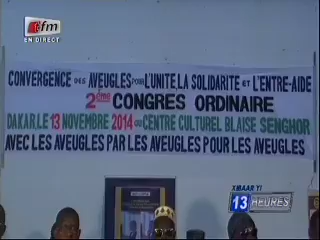 tfm
EN DIRECT
CONVERGENCE DES AVEUGLES POUR L'UNITE, LA SOLIDARITE ET L'ENTRE-AIDE
2ème CONGRES ORDINAIRE
DAKAR, LE 13 NOVEMBRE 2014 AU CENTRE CULTUREL BLAISE SENGHOR
AVEC LES AVEUGLES PAR LES AVEUGLES POUR LES AVEUGLES
XIBAAR YI
13 HEURES